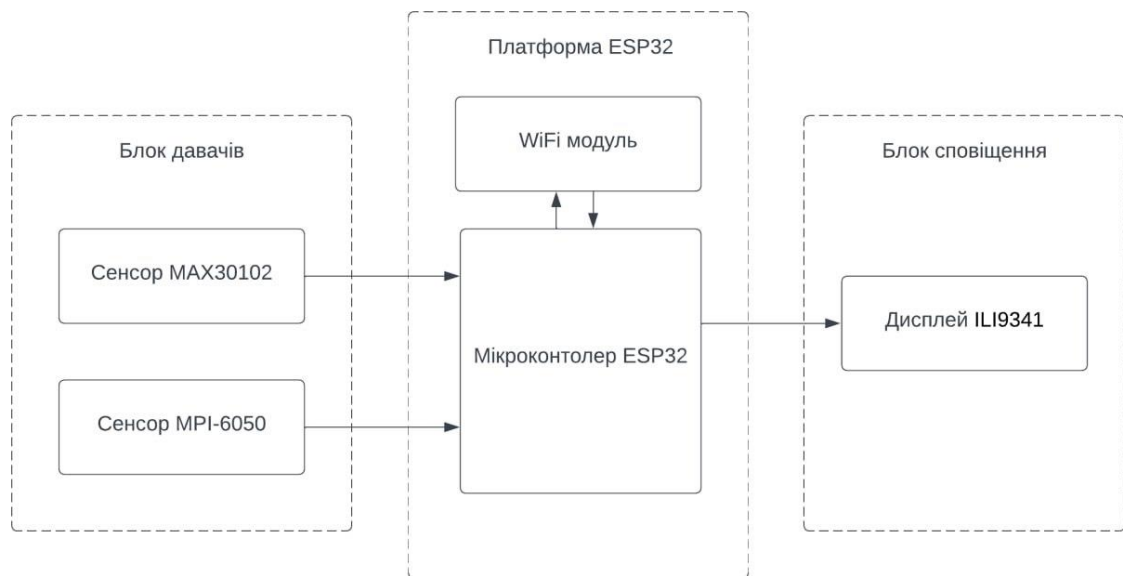 Блок давачів
Сенсор MAX30102
Сенсор MPI-6050
Платформа ESP32
WiFi модуль
Мікроконтолер ESP32
Блок сповіщення
Дисплей ILI9341